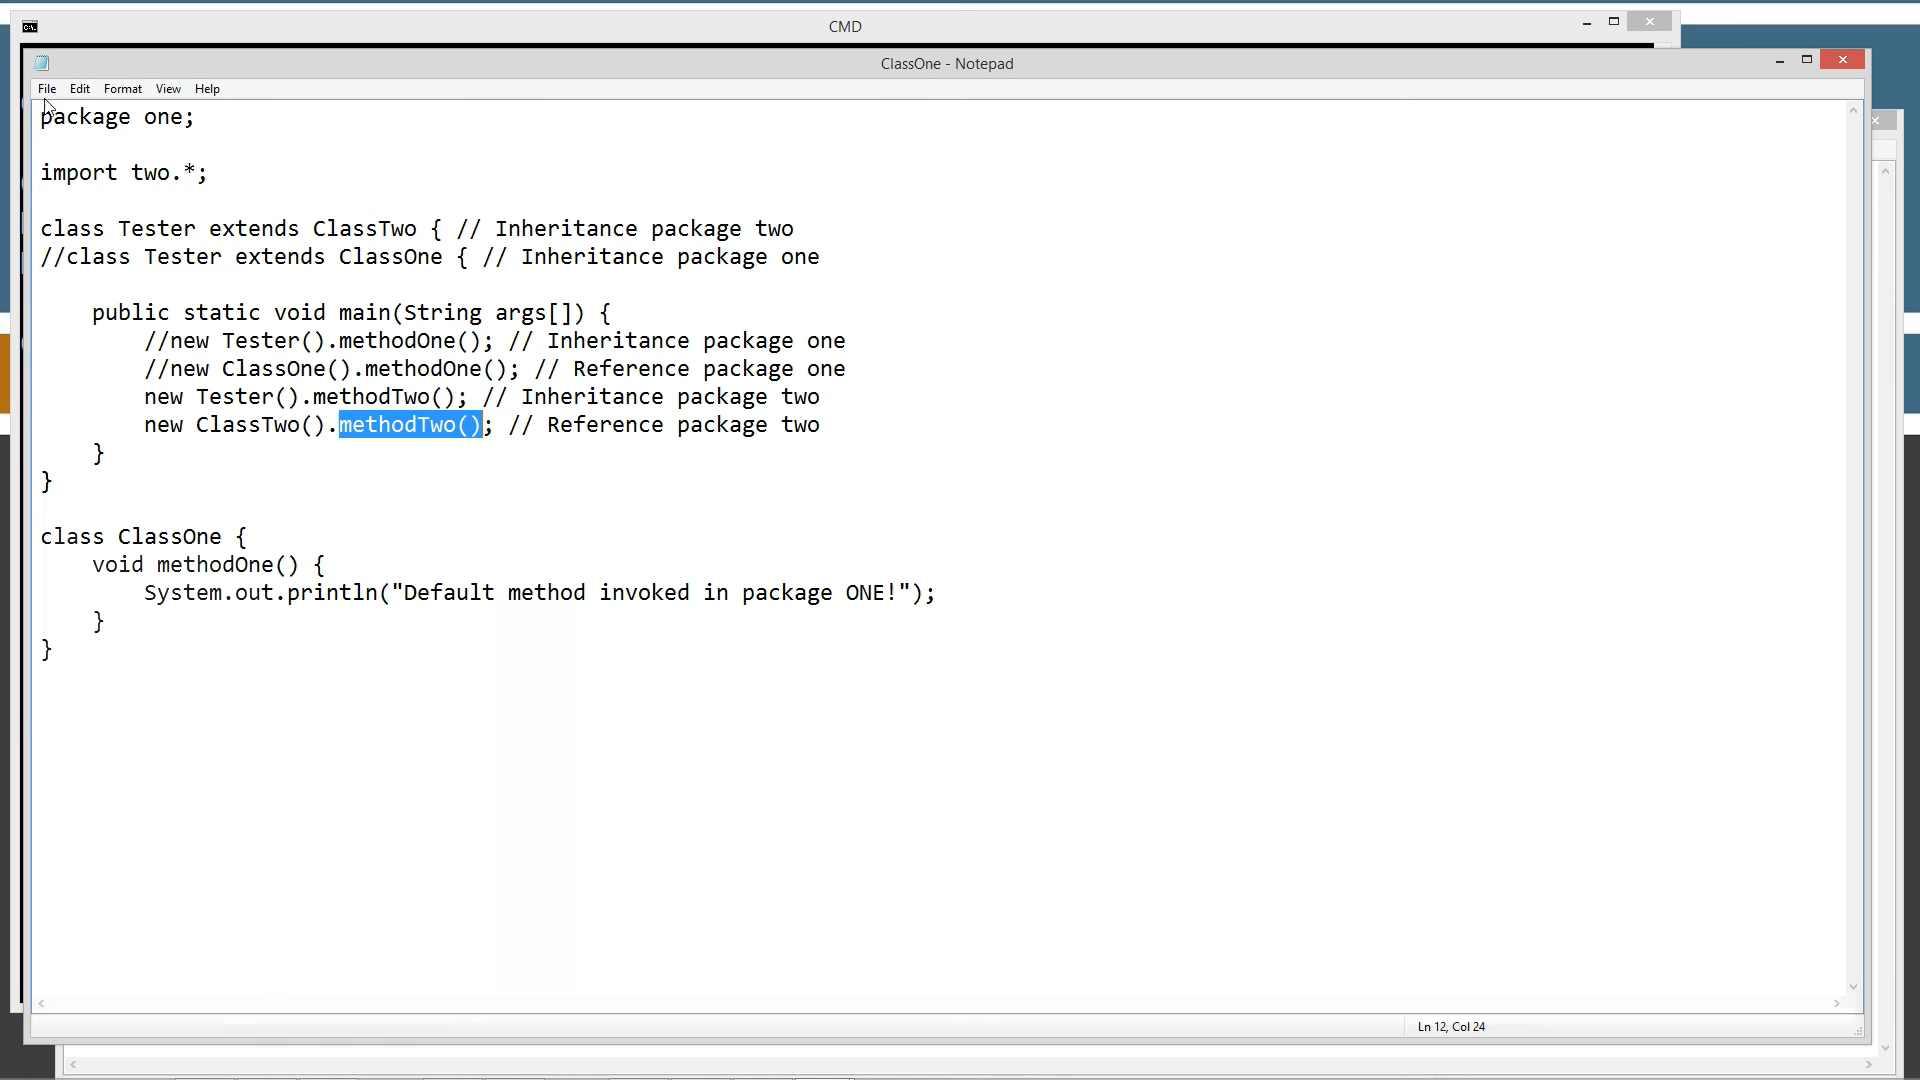 CMD
ClassOne - Notepad
File Edit Format View Help
package one;
import two.*;
class Tester extends ClassTwo { // Inheritance package two
//class Tester extends ClassOne { // Inheritance package one
public static void main(String args[]) {
//new Tester().methodOne(); // Inheritance package one
//new ClassOne().methodOne(); // Reference package one
new Tester().methodTwo(); // Inheritance package two
new ClassTwo().methodTwo(); // Reference package two
}
}
class ClassOne {
void methodOne() {
System.out.println("Default method invoked in package ONE!");
}
}
Ln 12, Col 24